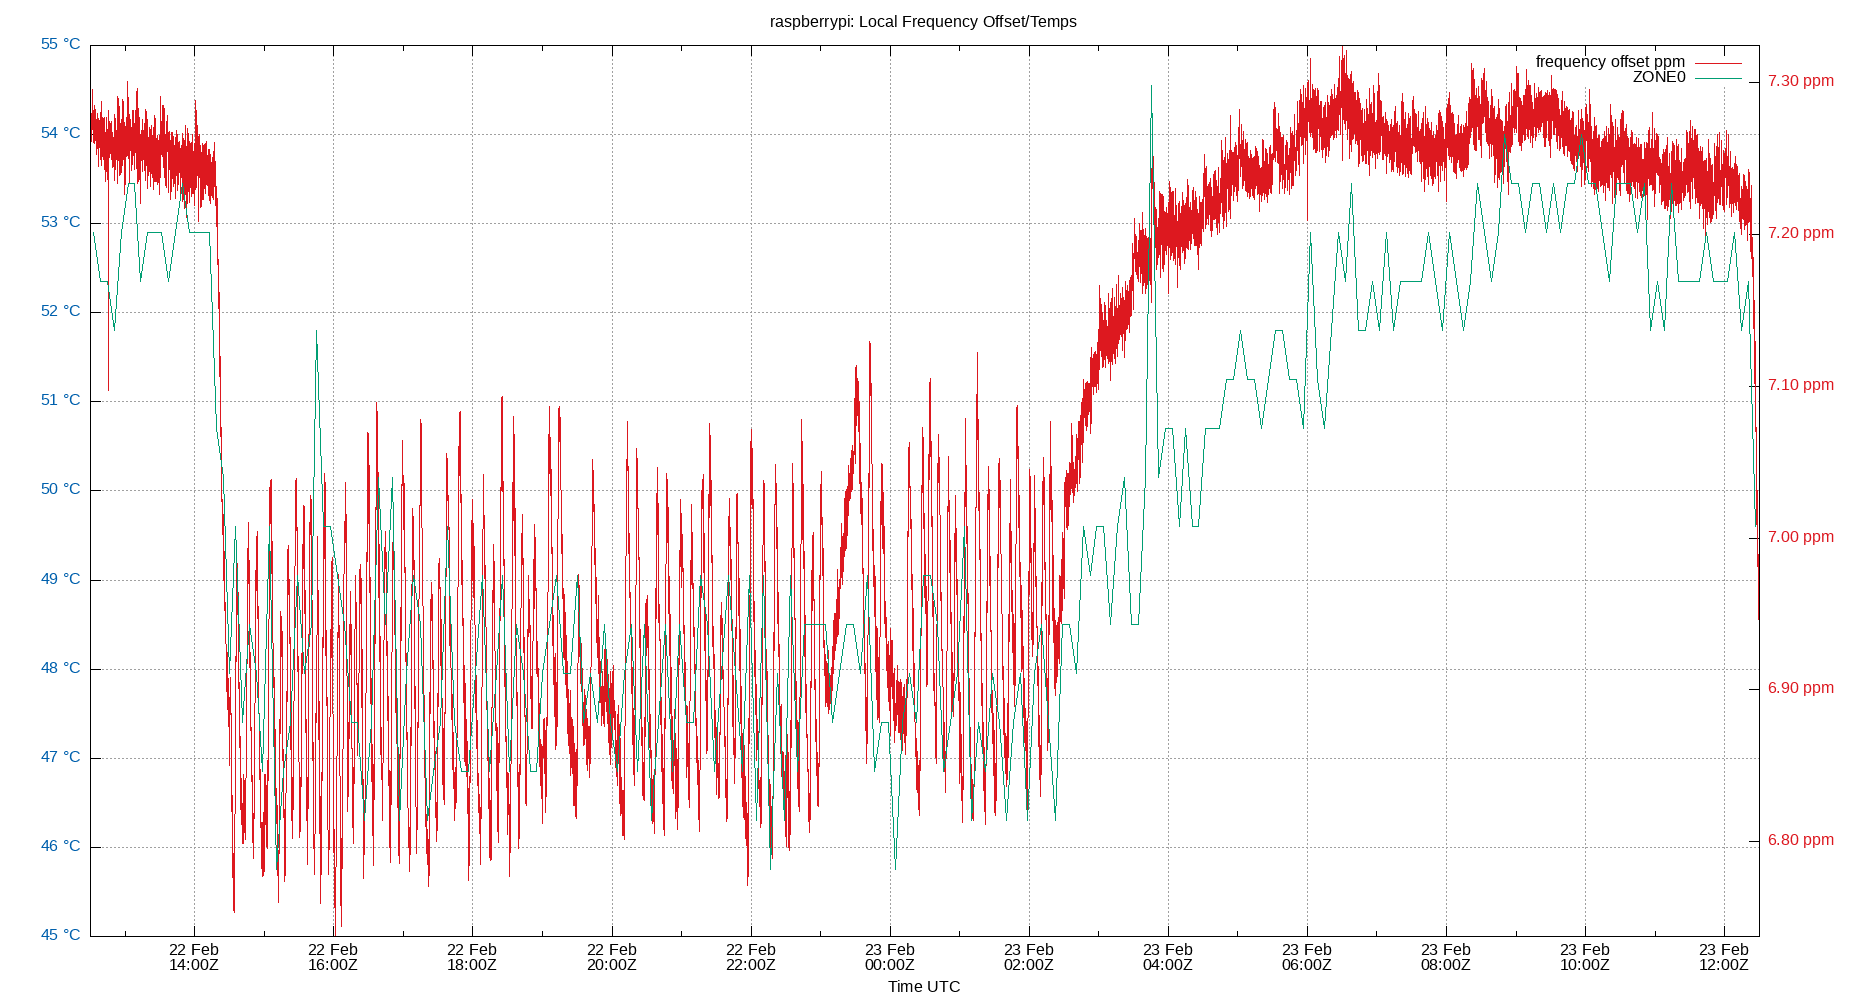 raspberrypi: Local Frequency Offset/Temps
frequency offset ppm
ZONE0
55 °C
54 °C
53 °C
52 °C
51 °C
50 °C
49 °C
48 °C
47 °C
46 °C
45 °C
7.30 ppm
7.20 ppm
7.10 ppm
7.00 ppm
6.90 ppm
6.80 ppm
22 Feb 22 Feb 22 Feb 22 Feb 22 Feb 23 Feb 23 Feb 23 Feb 23 Feb 23 Feb 23 Feb 23 Feb
14:00Z 16:00Z 18:00Z 20:00Z 22:00Z 00:00Z 02:00Z 04:00Z 06:00Z 08:00Z 10:00Z 12:00Z
Time UTC